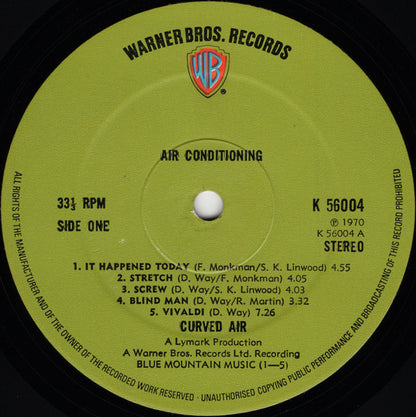 WARNER BROS. RECORDS
WB
®
AIR CONDITIONING
33⅓ RPM
K 56004
SIDE ONE
℗ 1970
K 56004 A
STEREO
1. IT HAPPENED TODAY (F. Monkman/S. K. Linwood) 4.55
2. STRETCH (D. Way/F. Monkman) 4.05
3. SCREW (D. Way/S. K. Linwood) 4.03
4. BLIND MAN (D. Way/R. Martin) 3.32
5. VIVALDI (D. Way) 7.26
CURVED AIR
A Lymark Production
A Warner Bros. Records Ltd. Recording
BLUE MOUNTAIN MUSIC (1—5)
ALL RIGHTS OF THE MANUFACTURER AND OF THE OWNER OF THE RECORDED WORK RESERVED · UNAUTHORISED COPYING PUBLIC PERFORMANCE AND BROADCASTING OF THIS RECORD PROHIBITED